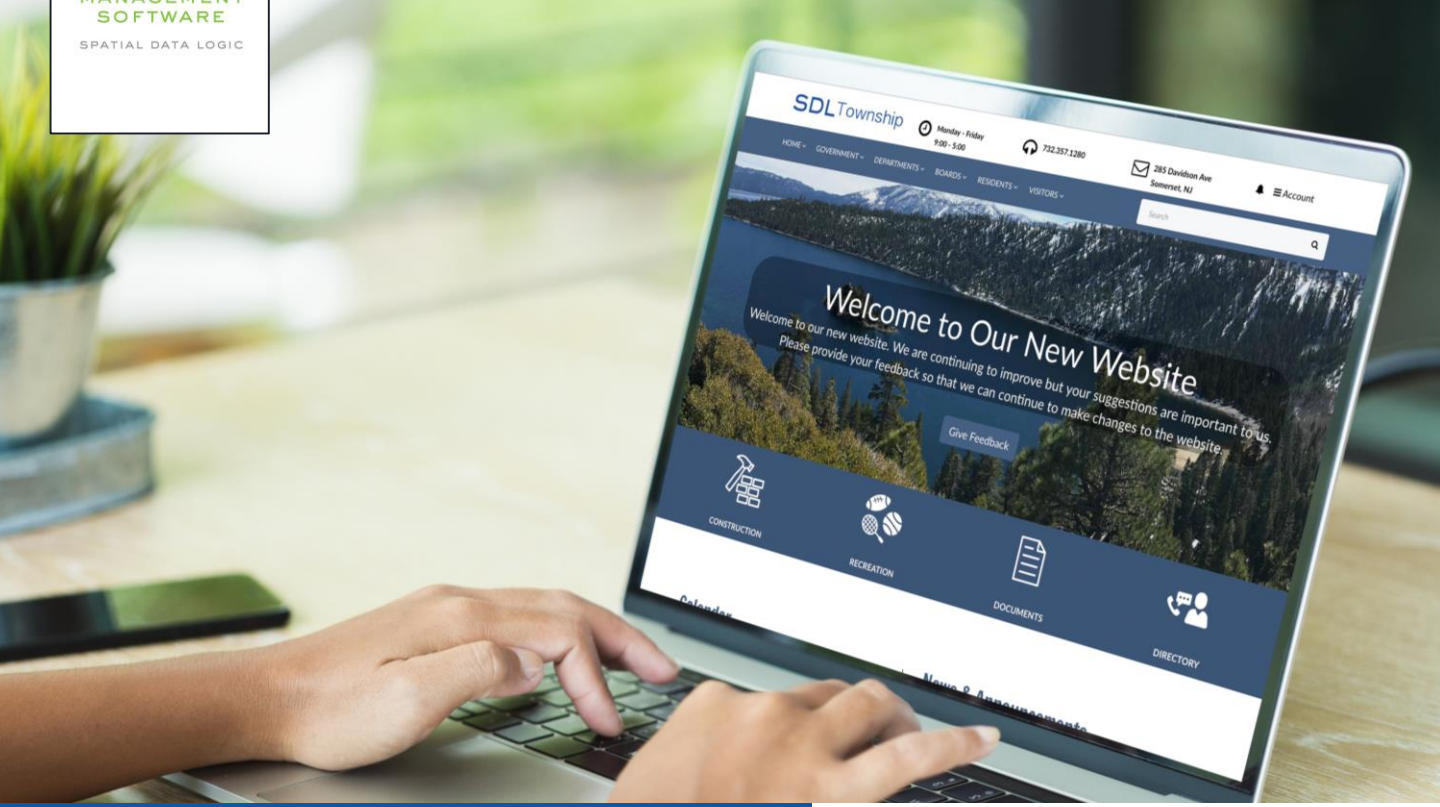 MANAGEMENT
SOFTWARE
SPATIAL DATA LOGIC
SDLTownship
Monday - Friday
9:00 - 5:00
732.357.1280
285 Davidson Ave
Somerset, NJ
Account
HOME
GOVERNMENT
DEPARTMENTS
BOARDS
RESIDENTS
VISITORS
Search
Welcome to Our New Website
Welcome to our new website. We are continuing to improve but your suggestions are important to us.
Please provide your feedback so that we can continue to make changes to the website.
Give Feedback
CONSTRUCTION
RECREATION
DOCUMENTS
DIRECTORY
Calendar
News & Announcements